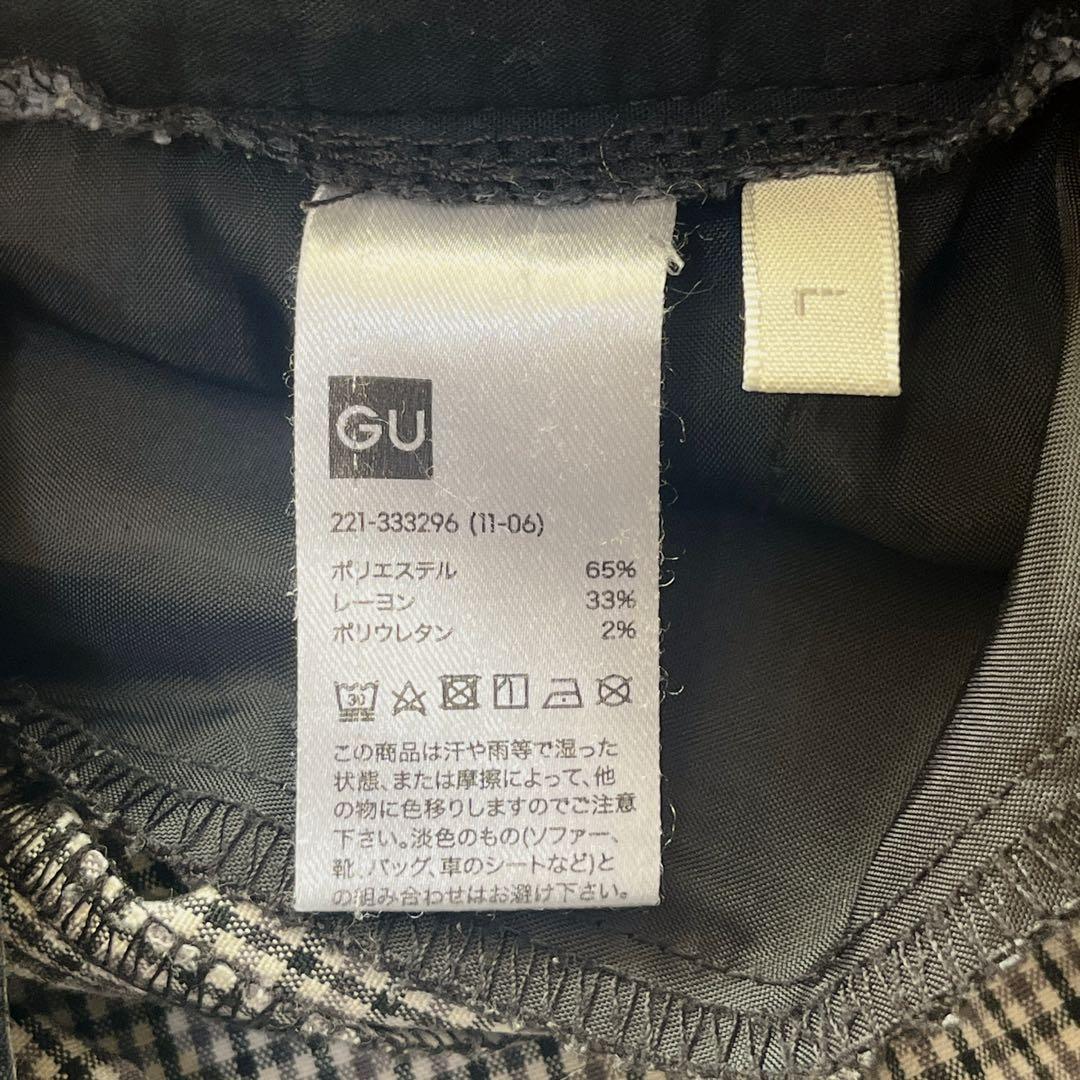 L
GU
221-333296 (11-06)
ポリエステル 65%
レーヨン 33%
ポリウレタン 2%
30
この商品は汗や雨等で湿った
状態、または摩擦によって、他
の物に色移りしますのでご注意
下さい。淡色のもの(ソファー、
靴、バッグ、車のシートなど)と
の組み合わせはお避け下さい。